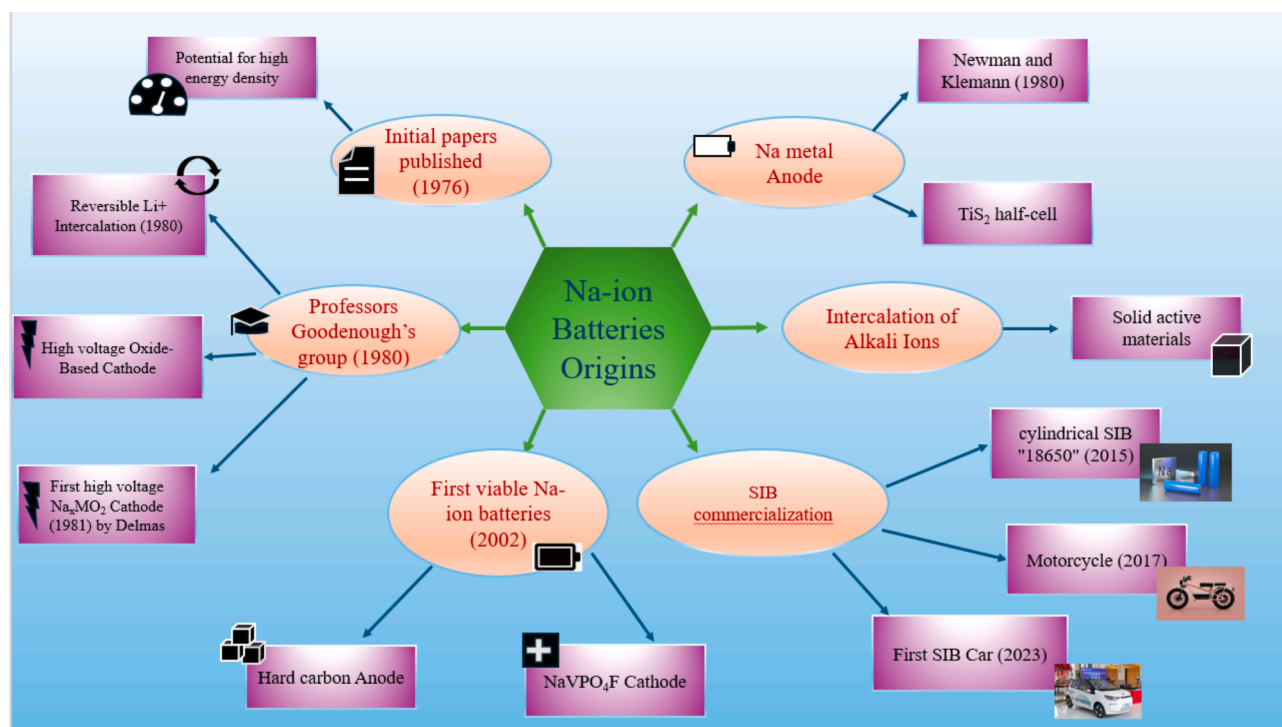 Na-ion
Batteries
Origins
Initial papers
published
(1976)
Potential for high
energy density
Na metal
Anode
Newman and
Klemann (1980)
TiS₂ half-cell
Intercalation of
Alkali Ions
Solid active
materials
SIB
commercialization
cylindrical SIB
"18650" (2015)
Na
Motorcycle (2017)
First SIB Car (2023)
First viable Na-
ion batteries
(2002)
NaVPO₄F Cathode
Hard carbon Anode
Professors
Goodenough’s
group (1980)
Reversible Li+
Intercalation (1980)
High voltage Oxide-
Based Cathode
First high voltage
NaₓMO₂ Cathode
(1981) by Delmas